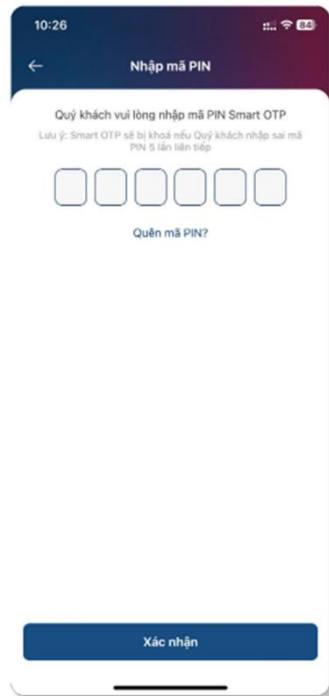 10:26
84
Nhập mã PIN
Quý khách vui lòng nhập mã PIN Smart OTP
Lưu ý: Smart OTP sẽ bị khoá nếu Quý khách nhập sai mã
PIN 5 lần liên tiếp
Quên mã PIN?
Xác nhận